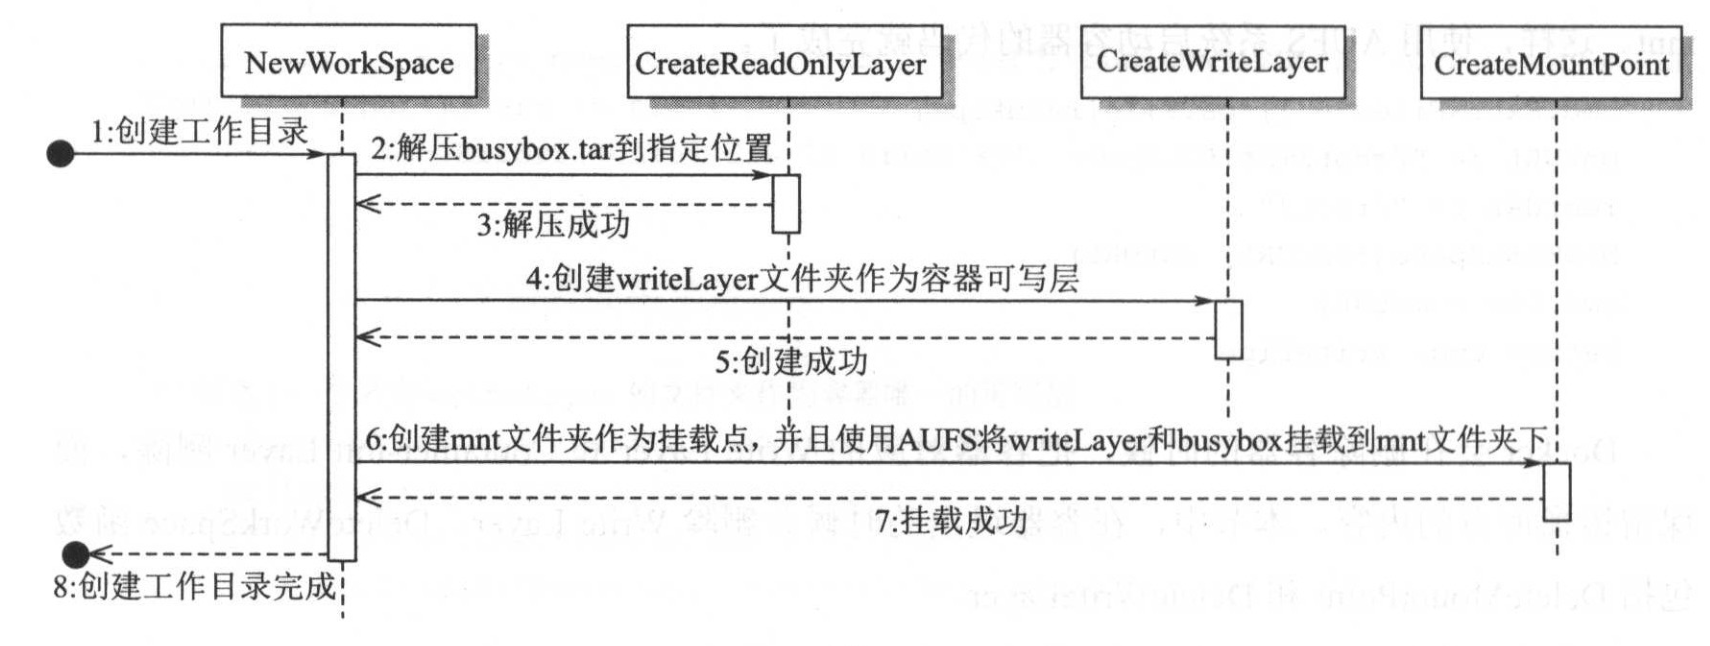 NewWorkSpace
CreateReadOnlyLayer
CreateWriteLayer
CreateMountPoint
1:创建工作目录
2:解压busybox.tar到指定位置
3:解压成功
4:创建writeLayer文件夹作为容器可写层
5:创建成功
6:创建mnt文件夹作为挂载点，并且使用AUFS将writeLayer和busybox挂载到mnt文件夹下
7:挂载成功
8:创建工作目录完成